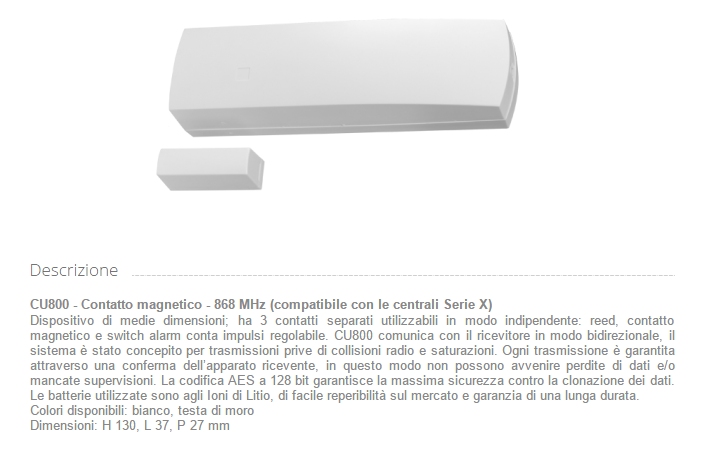 Descrizione
CU800 - Contatto magnetico - 868 MHz (compatibile con le centrali Serie X)
Dispositivo di medie dimensioni; ha 3 contatti separati utilizzabili in modo indipendente: reed, contatto
magnetico e switch alarm conta impulsi regolabile. CU800 comunica con il ricevitore in modo bidirezionale, il
sistema è stato concepito per trasmissioni prive di collisioni radio e saturazioni. Ogni trasmissione è garantita
attraverso una conferma dell'apparato ricevente, in questo modo non possono avvenire perdite di dati e/o
mancate supervisioni. La codifica AES a 128 bit garantisce la massima sicurezza contro la clonazione dei dati.
Le batterie utilizzate sono agli Ioni di Litio, di facile reperibilità sul mercato e garanzia di una lunga durata.
Colori disponibili: bianco, testa di moro
Dimensioni: H 130, L 37, P 27 mm